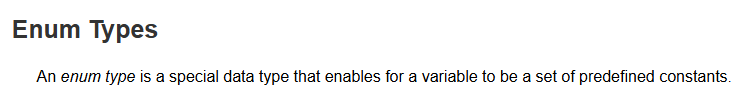 Enum Types
An enum type is a special data type that enables for a variable to be a set of predefined constants.